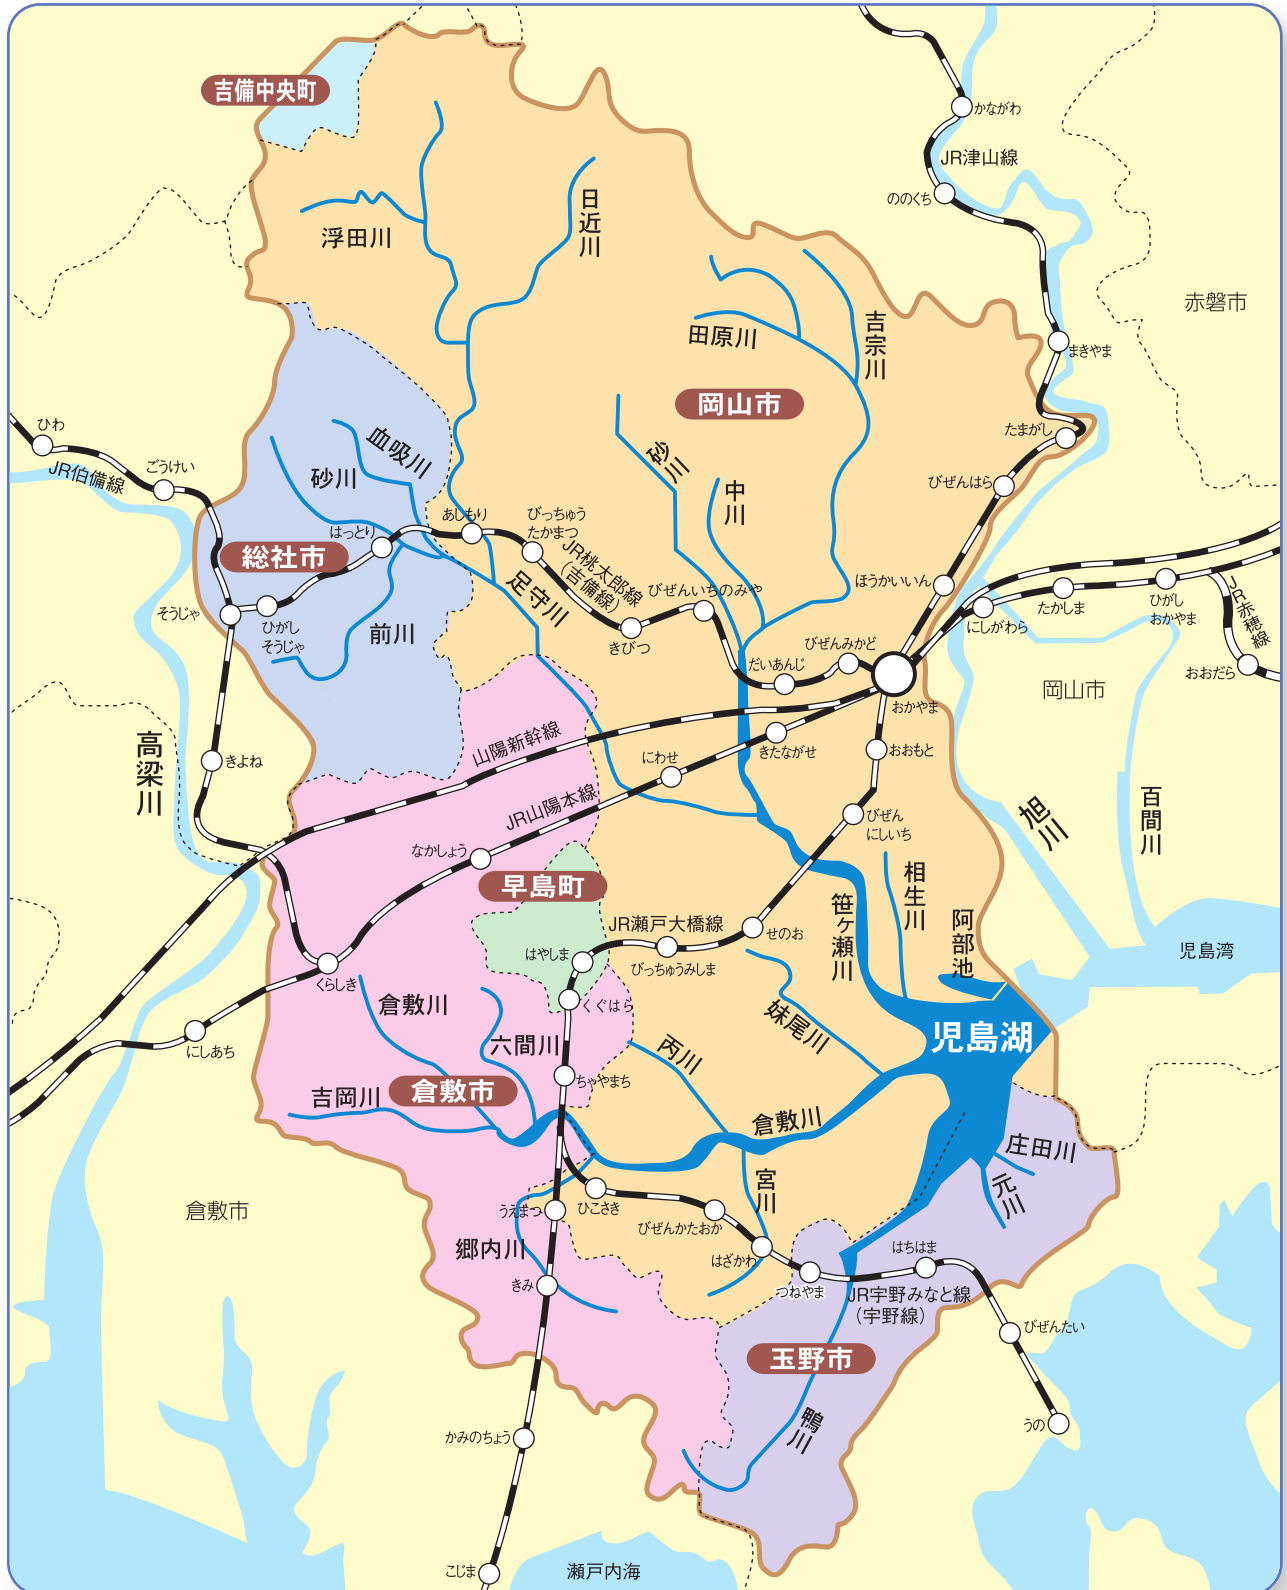 吉備中央町
かながわ
JR津山線
ののくち
日近川
浮田川
赤磐市
吉宗川
田原川
まきやま
岡山市
ひわ
たまがし
血吸川
砂川
ごうけい
JR伯備線
砂川
びぜんはら
中川
あしもり
びっちゅう
たかまつ
はっとり
総社市
JR桃太郎線
(吉備線)
足守川
びぜんいちのみや
ほうかいいん
たかしま
ひがし
おかやま
JR赤穂線
そうじゃ
ひがし
そうじゃ
前川
きびつ
にしがわら
びぜんみかど
だいあんじ
おおだら
岡山市
おかやま
高梁川
山陽新幹線
きよね
にわせ
きたながせ
おおもと
JR山陽本線
びぜん
にしいち
旭川
百間川
なかしょう
早島町
相生川
笹ヶ瀬川
阿部池
JR瀬戸大橋線
せのお
はやしま
びっちゅうみしま
児島湾
くらしき
倉敷川
くぐはら
妹尾川
児島湖
にしあち
六間川
丙川
倉敷市
ちゃやまち
吉岡川
倉敷川
庄田川
元川
宮川
倉敷市
うえまつ
ひこさき
びぜんかたおか
郷内川
はざかわ
はちはま
きみ
つねやま
JR宇野みなと線
(宇野線)
びぜんたい
玉野市
鴨川
うの
かみのちょう
こじま
瀬戸内海